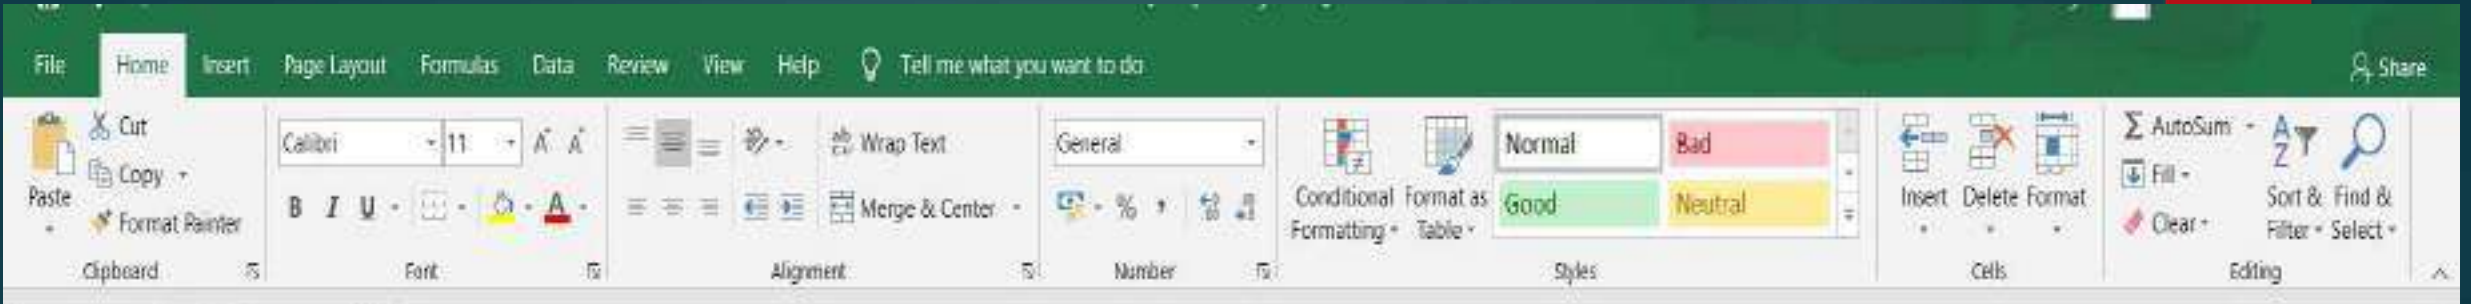 File Home Insert Page Layout Formulas Data Review View Help Tell me what you want to do Share
Paste
Cut
Copy
Format Painter
Clipboard
Calibri 11
B I U A
Font
Wrap Text
Merge & Center
Alignment
General
% ,
Number
Conditional Formatting
Format as Table
Normal Bad
Good Neutral
Styles
Insert Delete Format
Cells
Σ AutoSum
Fill
Clear
Sort & Filter
Find & Select
Editing